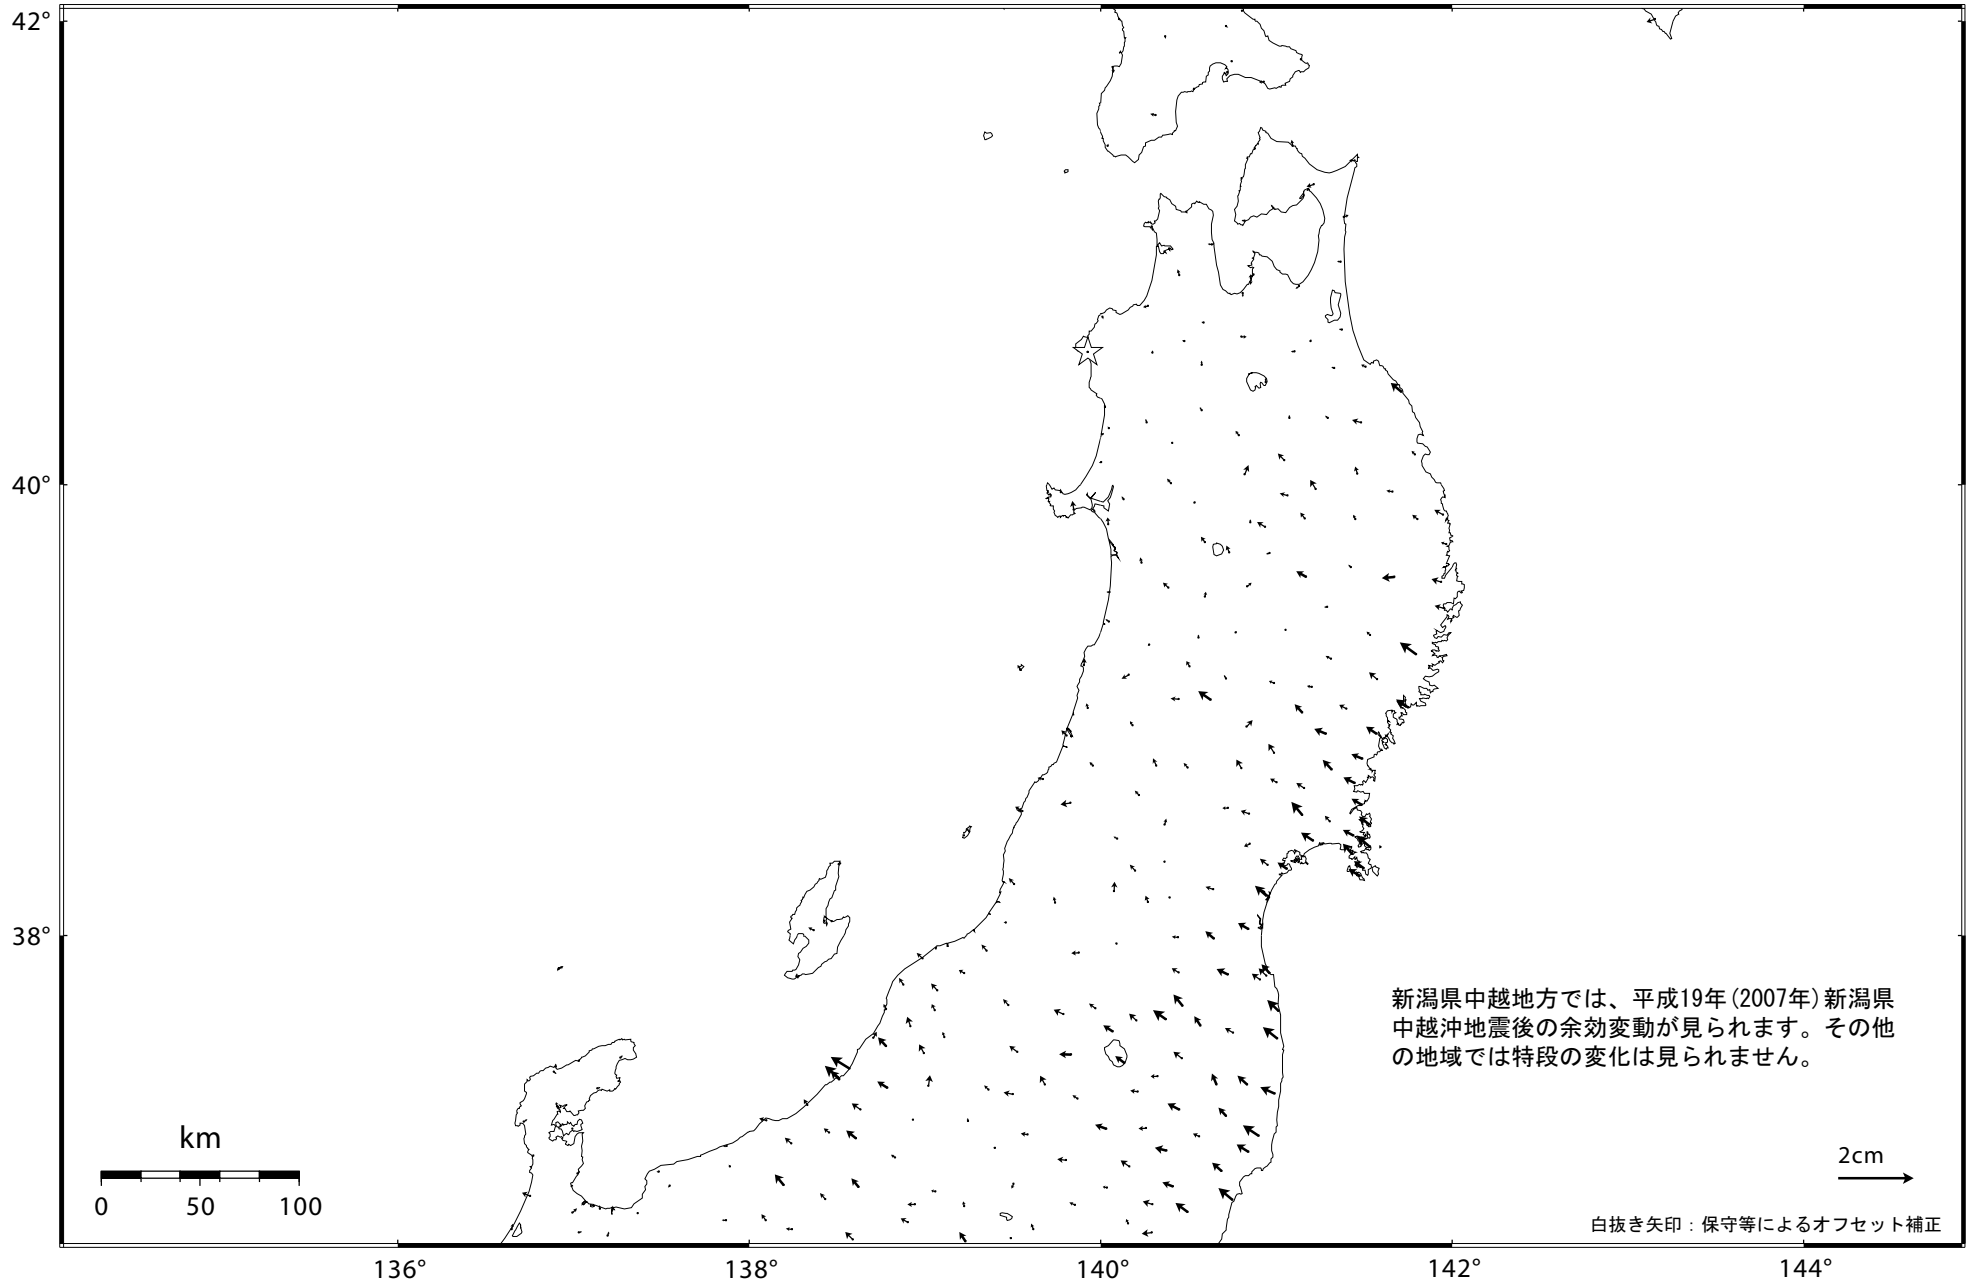 42°
40°
38°
新潟県中越地方では、平成19年(2007年)新潟県
中越沖地震後の余効変動が見られます。その他
の地域では特段の変化は見られません。
km
0 50 100
2cm
白抜き矢印：保守等によるオフセット補正
136° 138° 140° 142° 144°